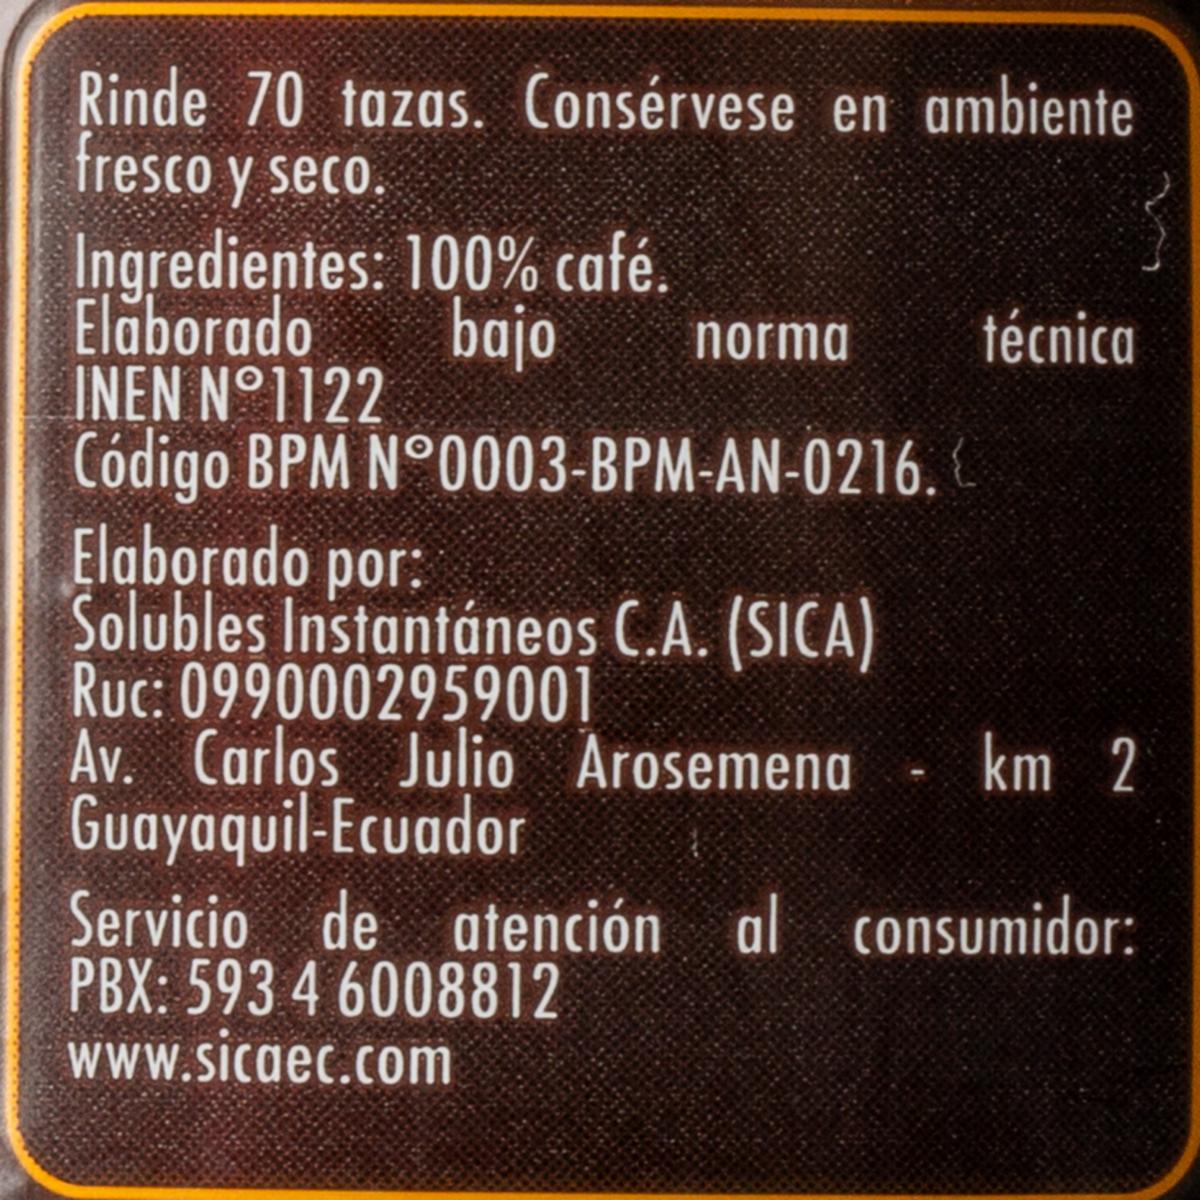 Rinde 70 tazas. Consérvese en ambiente
fresco y seco.
Ingredientes: 100% café.
Elaborado bajo norma técnica
INEN N°1122
Código BPM N°0003-BPM-AN-0216.
Elaborado por:
Solubles Instantáneos C.A. (SICA)
Ruc: 0990002959001
Av. Carlos Julio Arosemena - km 2
Guayaquil-Ecuador
Servicio de atención al consumidor:
PBX: 593 4 6008812
www.sicaec.com